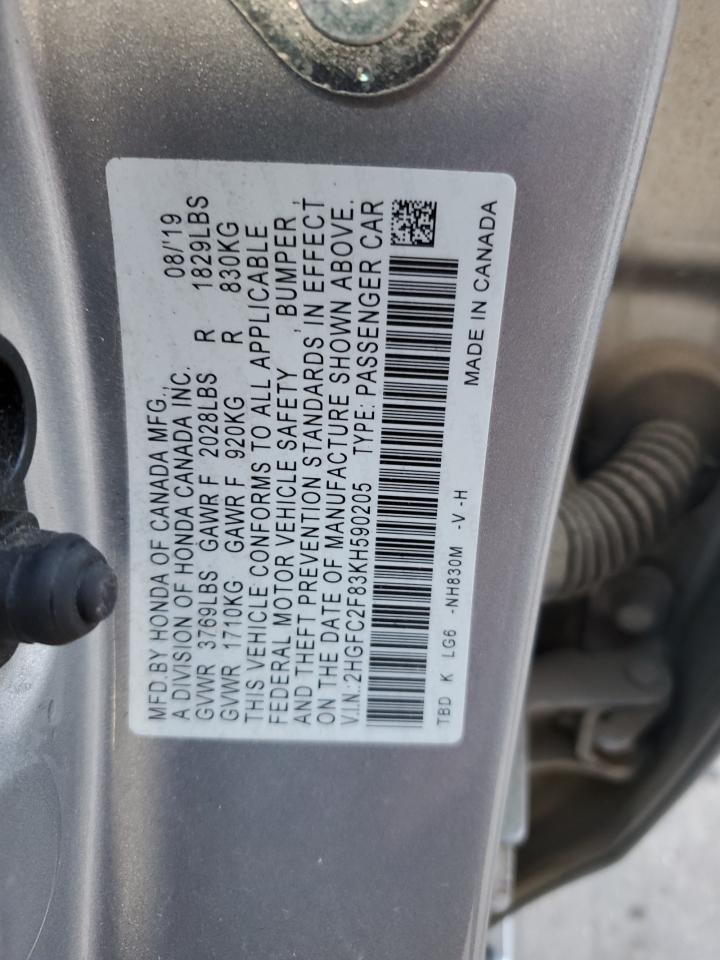 MFD.BY HONDA OF CANADA MFG., 08/'19
A DIVISION OF HONDA CANADA INC.
GVWR 3769LBS GAWR F 2028LBS R 1829LBS
GVWR 1710KG GAWR F 920KG R 830KG
THIS VEHICLE CONFORMS TO ALL APPLICABLE
FEDERAL MOTOR VEHICLE SAFETY , BUMPER ,
AND THEFT PREVENTION STANDARDS IN EFFECT
ON THE DATE OF MANUFACTURE SHOWN ABOVE.
V.I.N.:2HGFC2F83KH590205 TYPE: PASSENGER CAR
TBD K LG6 -NH830M -V -H MADE IN CANADA